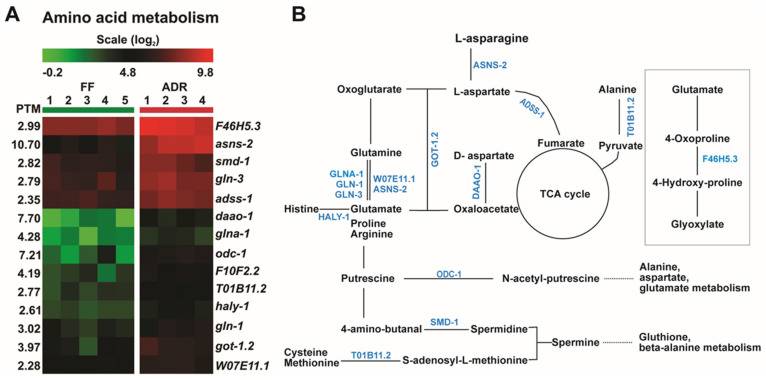 A
Amino acid metabolism
Scale (log2)
-0.2 4.8 9.8
FF ADR
PTM 1 2 3 4 5 1 2 3 4
2.99 F46H5.3
10.70 asns-2
2.82 smd-1
2.79 gln-3
2.35 adss-1
7.70 daao-1
4.28 glna-1
7.21 odc-1
4.19 F10F2.2
2.77 T01B11.2
2.61 haly-1
3.02 gln-1
3.97 got-1.2
2.28 W07E11.1
B
L-asparagine
ASNS-2
Oxoglutarate
L-aspartate
ADSS-1
Fumarate
Alanine
T01B11.2
Pyruvate
GOT-1.2
Glutamine
GLNA-1
GLN-1
GLN-3
W07E11.1
ASNS-2
D- aspartate
DAAO-1
Oxaloacetate
TCA cycle
Histine
HALY-1
Glutamate
Proline
Arginine
Glutamate
4-Oxoproline
F46H5.3
4-Hydroxy-proline
Glyoxylate
Putrescine
ODC-1
N-acetyl-putrescine
Alanine,
aspartate,
glutamate metabolism
4-amino-butanal
SMD-1
Spermidine
Spermine
Gluthione,
beta-alanine metabolism
Cysteine
Methionine
T01B11.2
S-adenosyl-L-methionine